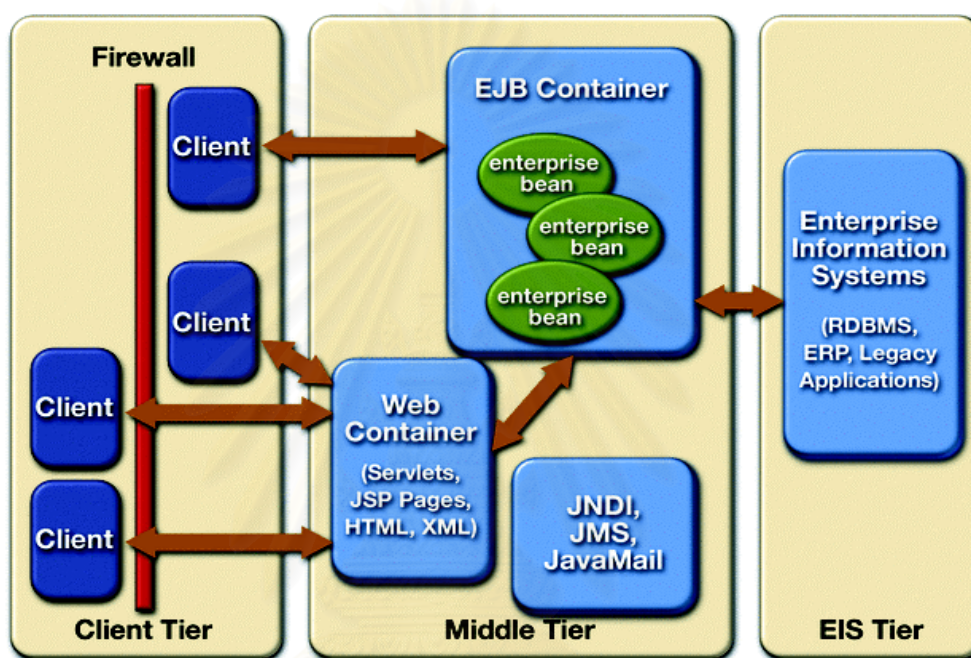 Firewall
Client
Client
Client
Client
Client Tier
EJB Container
enterprise
bean
enterprise
bean
enterprise
bean
Web
Container
(Servlets,
JSP Pages,
HTML, XML)
JNDI,
JMS,
JavaMail
Middle Tier
Enterprise
Information
Systems
(RDBMS,
ERP, Legacy
Applications)
EIS Tier